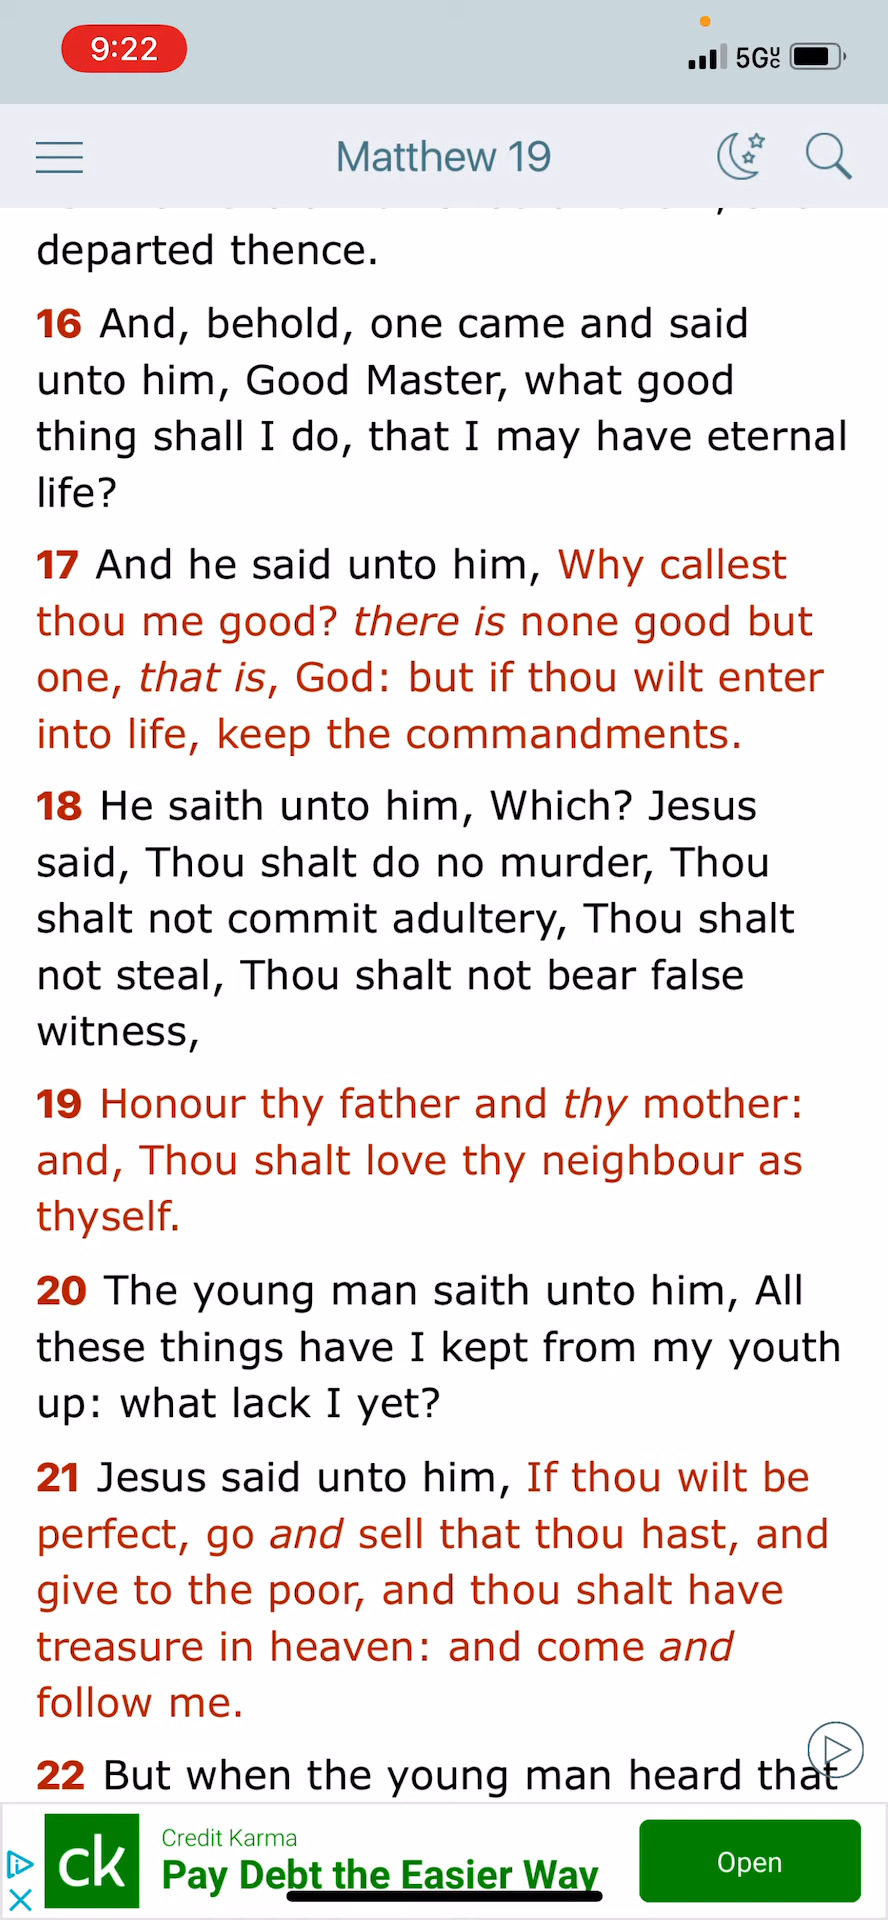 9:22
5G UC
Matthew 19
departed thence.
16 And, behold, one came and said
unto him, Good Master, what good
thing shall I do, that I may have eternal
life?
17 And he said unto him, Why callest
thou me good? there is none good but
one, that is, God: but if thou wilt enter
into life, keep the commandments.
18 He saith unto him, Which? Jesus
said, Thou shalt do no murder, Thou
shalt not commit adultery, Thou shalt
not steal, Thou shalt not bear false
witness,
19 Honour thy father and thy mother:
and, Thou shalt love thy neighbour as
thyself.
20 The young man saith unto him, All
these things have I kept from my youth
up: what lack I yet?
21 Jesus said unto him, If thou wilt be
perfect, go and sell that thou hast, and
give to the poor, and thou shalt have
treasure in heaven: and come and
follow me.
22 But when the young man heard that
ck
Credit Karma
Pay Debt the Easier Way
Open